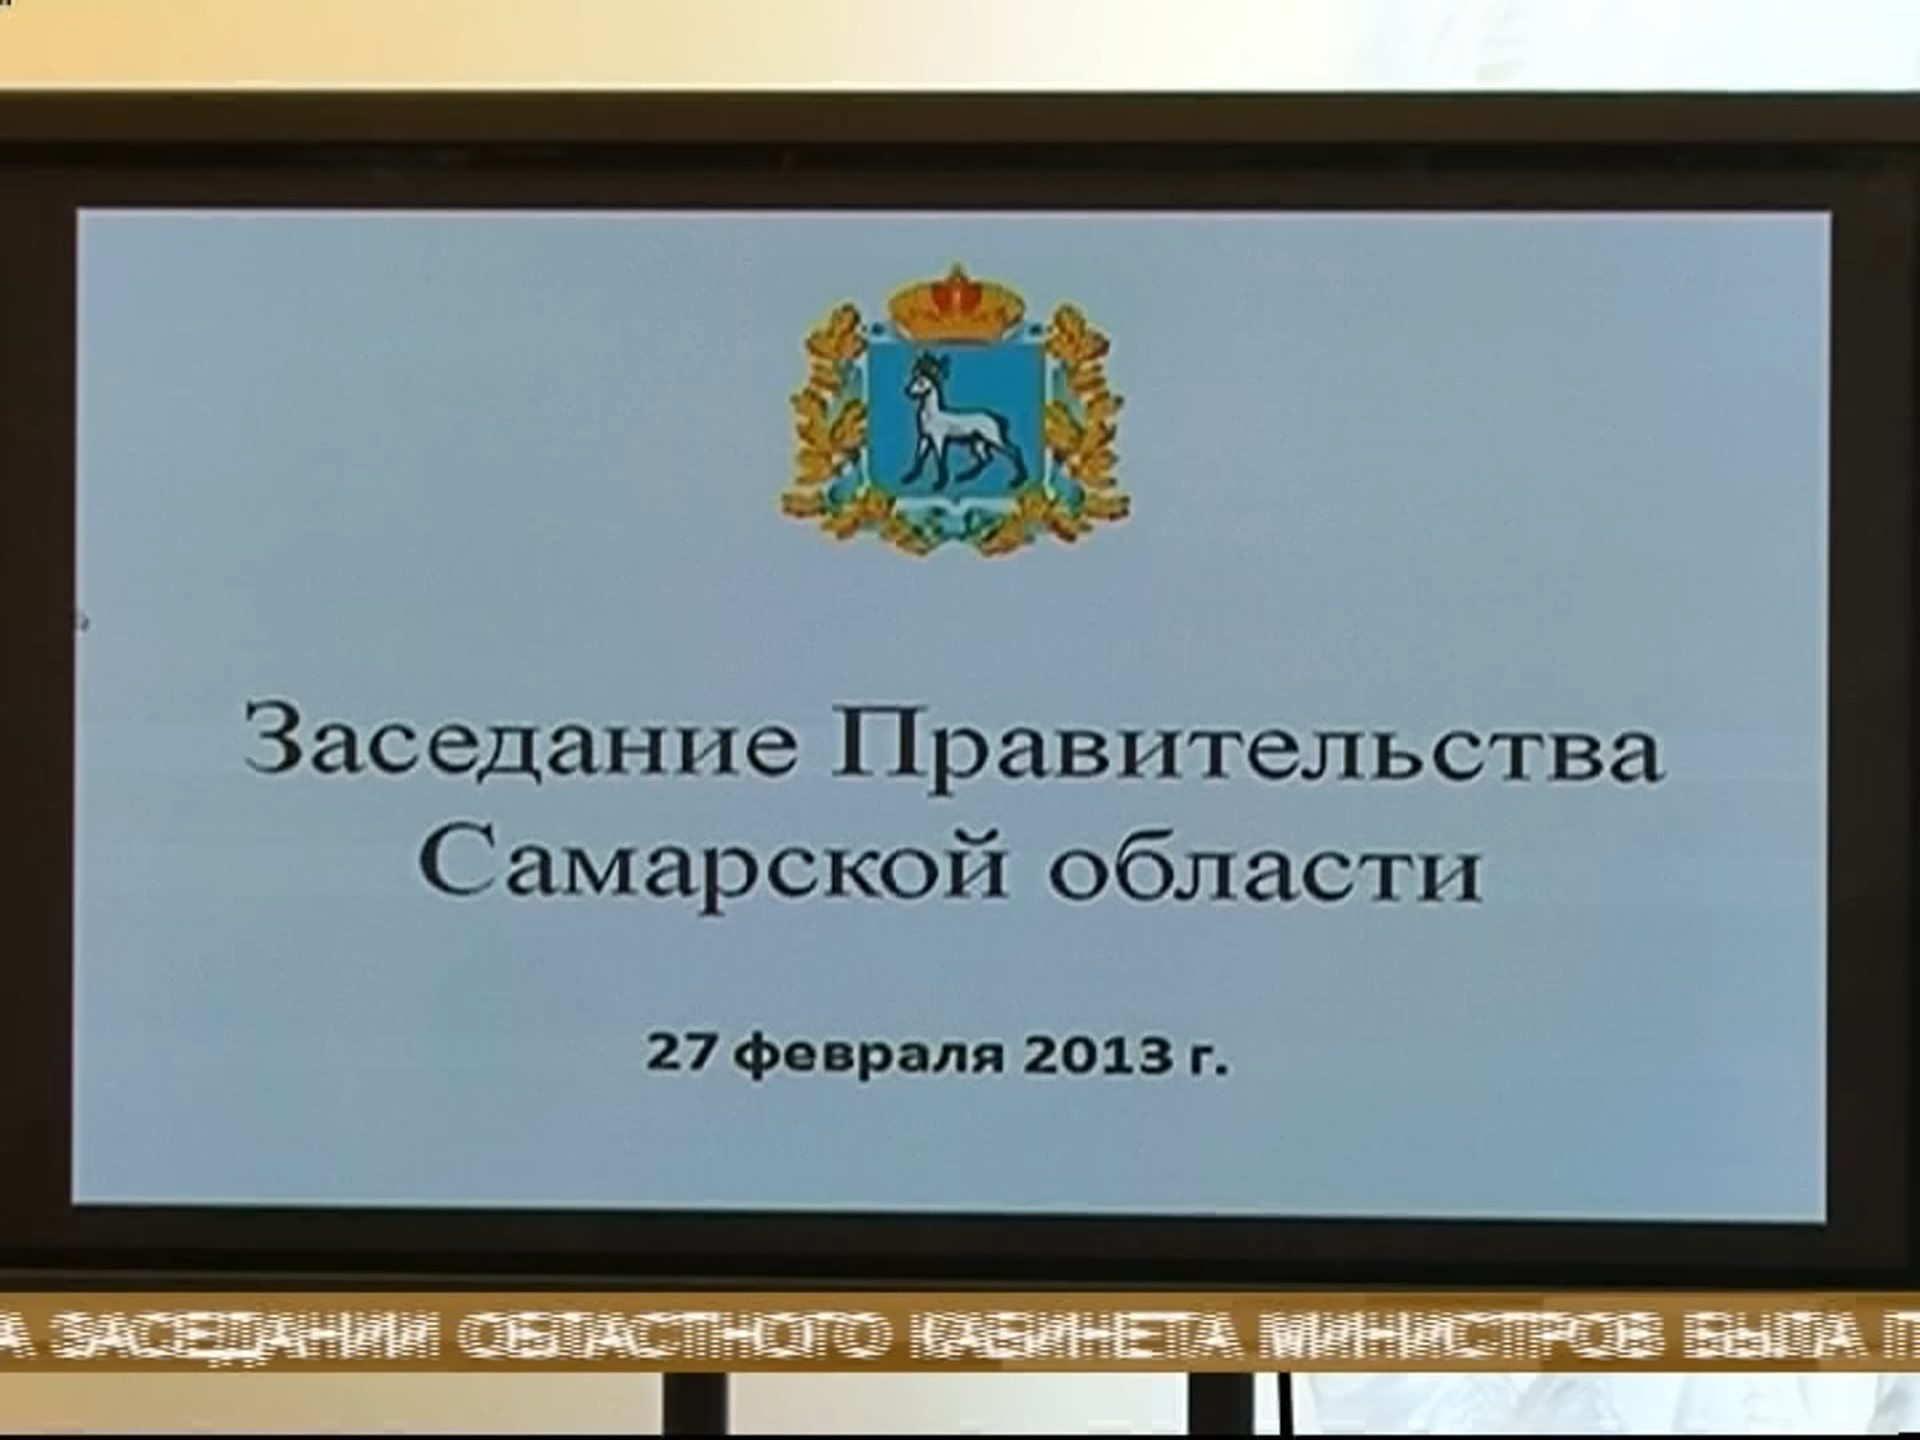 Заседание Правительства
Самарской области
27 февраля 2013 г.
ЗАСЕДАНИИ ОБЛАСТНОГО КАБИНЕТА МИНИСТРОВ БЫЛА